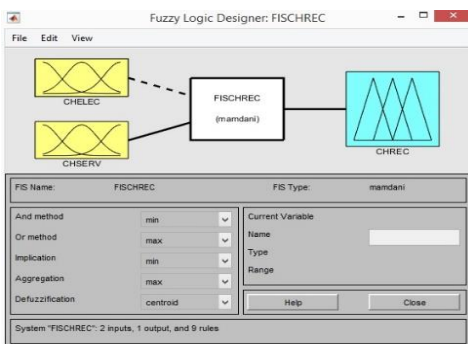 Fuzzy Logic Designer: FISCHREC
File Edit View
CHELEC
FISCHREC
(mamdani)
CHSERV
CHREC
FIS Name: FISCHREC FIS Type: mamdani
And method min
Or method max
Implication min
Aggregation max
Defuzzification centroid
Current Variable
Name
Type
Range
Help Close
System "FISCHREC": 2 inputs, 1 output, and 9 rules